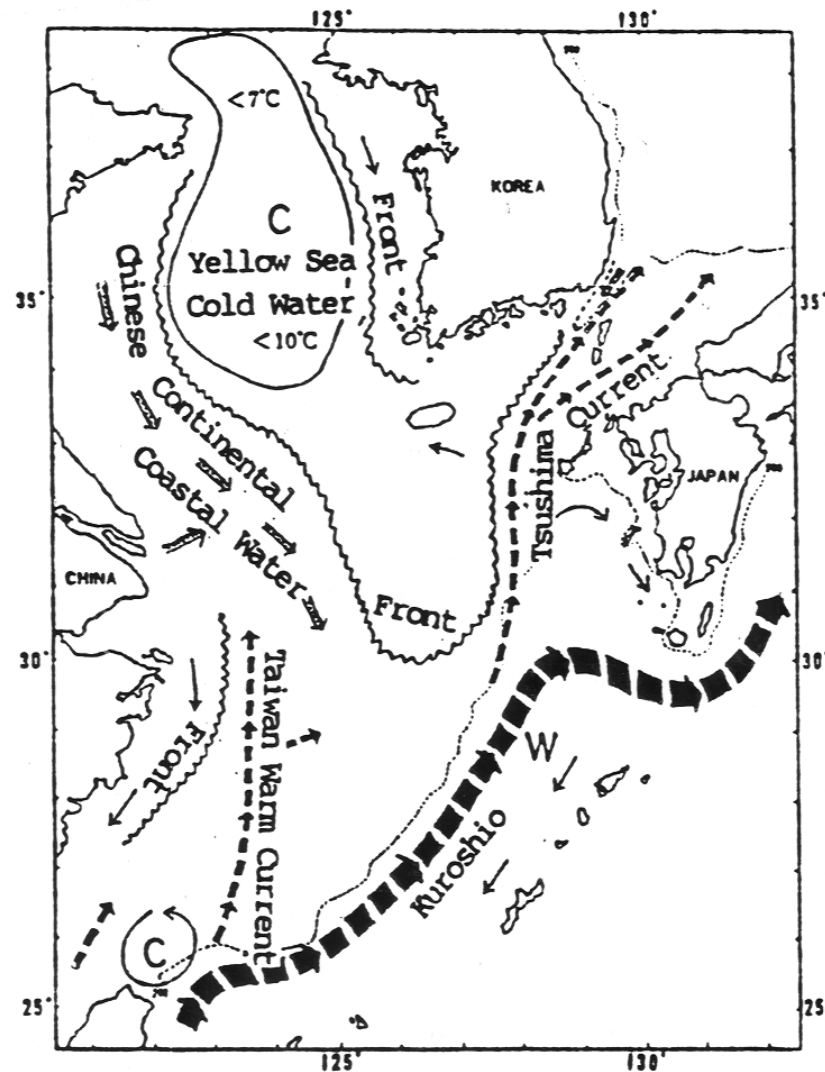 125°
130°
<7°C
KOREA
Front
C
Yellow Sea
Cold Water
<10°C
35°
35
Chinese
Continental
Coastal Water
Current
Tsushima
JAPAN
CHINA
Front
30°
30
Taiwan Warm Current
Front
W
Kuroshio
C
25°
25
125°
130°